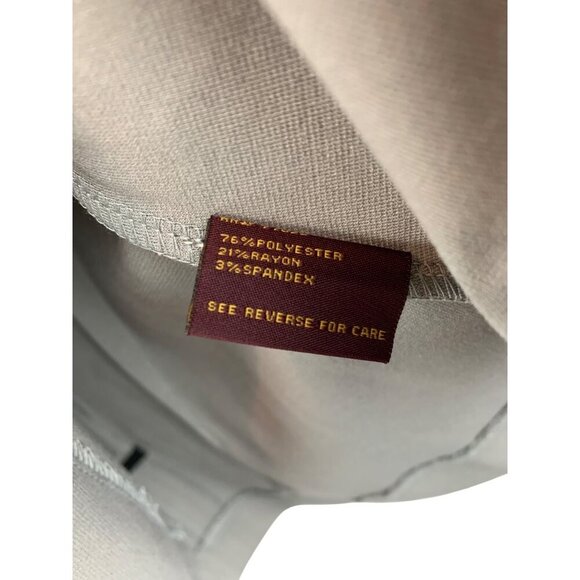 76%POLYESTER
21%RAYON
3%SPANDEX
SEE REVERSE FOR CARE